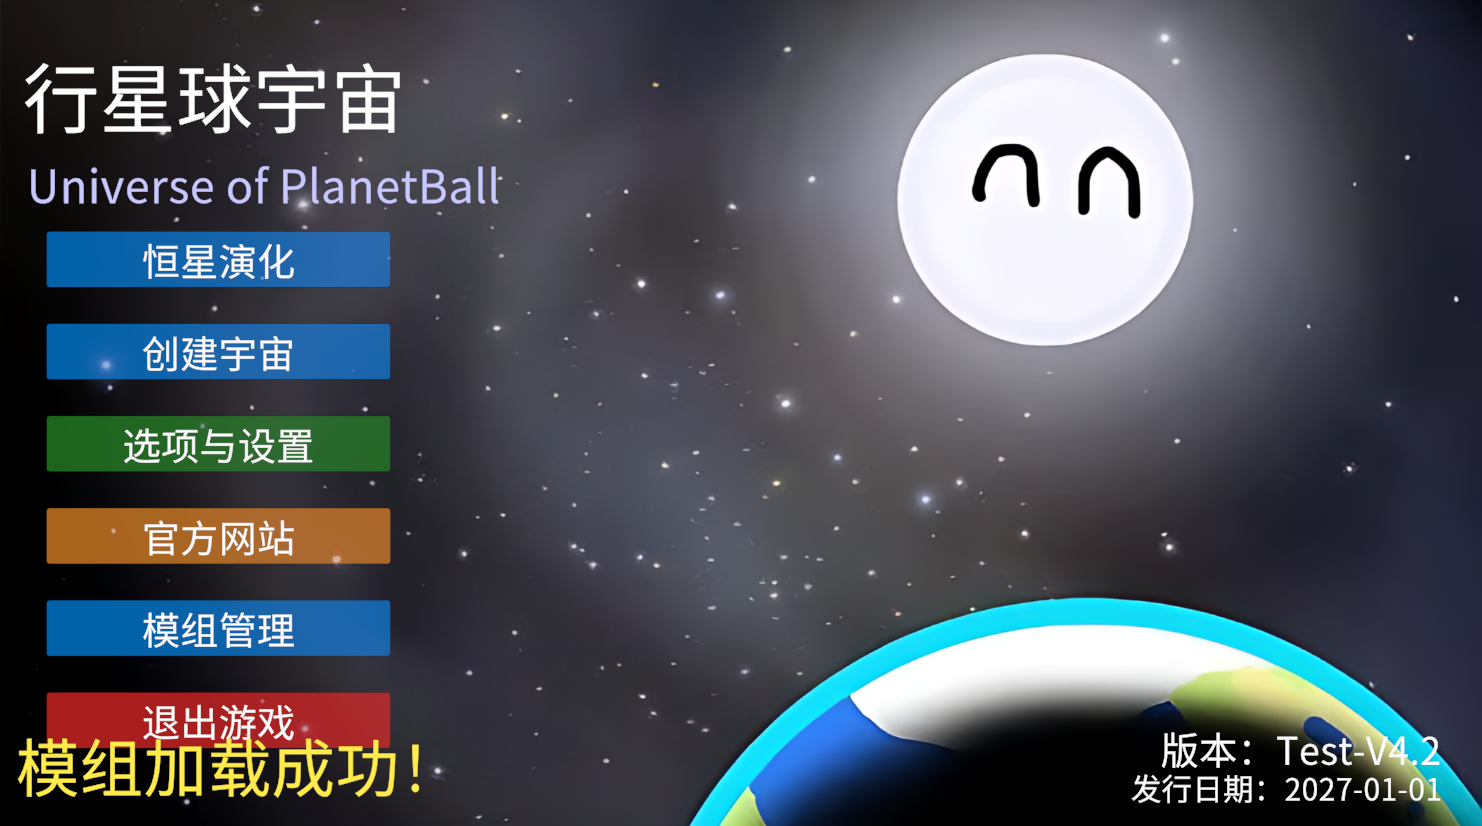 行星球宇宙
Universe of PlanetBall
恒星演化
创建宇宙
选项与设置
官方网站
模组管理
退出游戏
模组加载成功！
版本：Test-V4.2
发行日期：2027-01-01